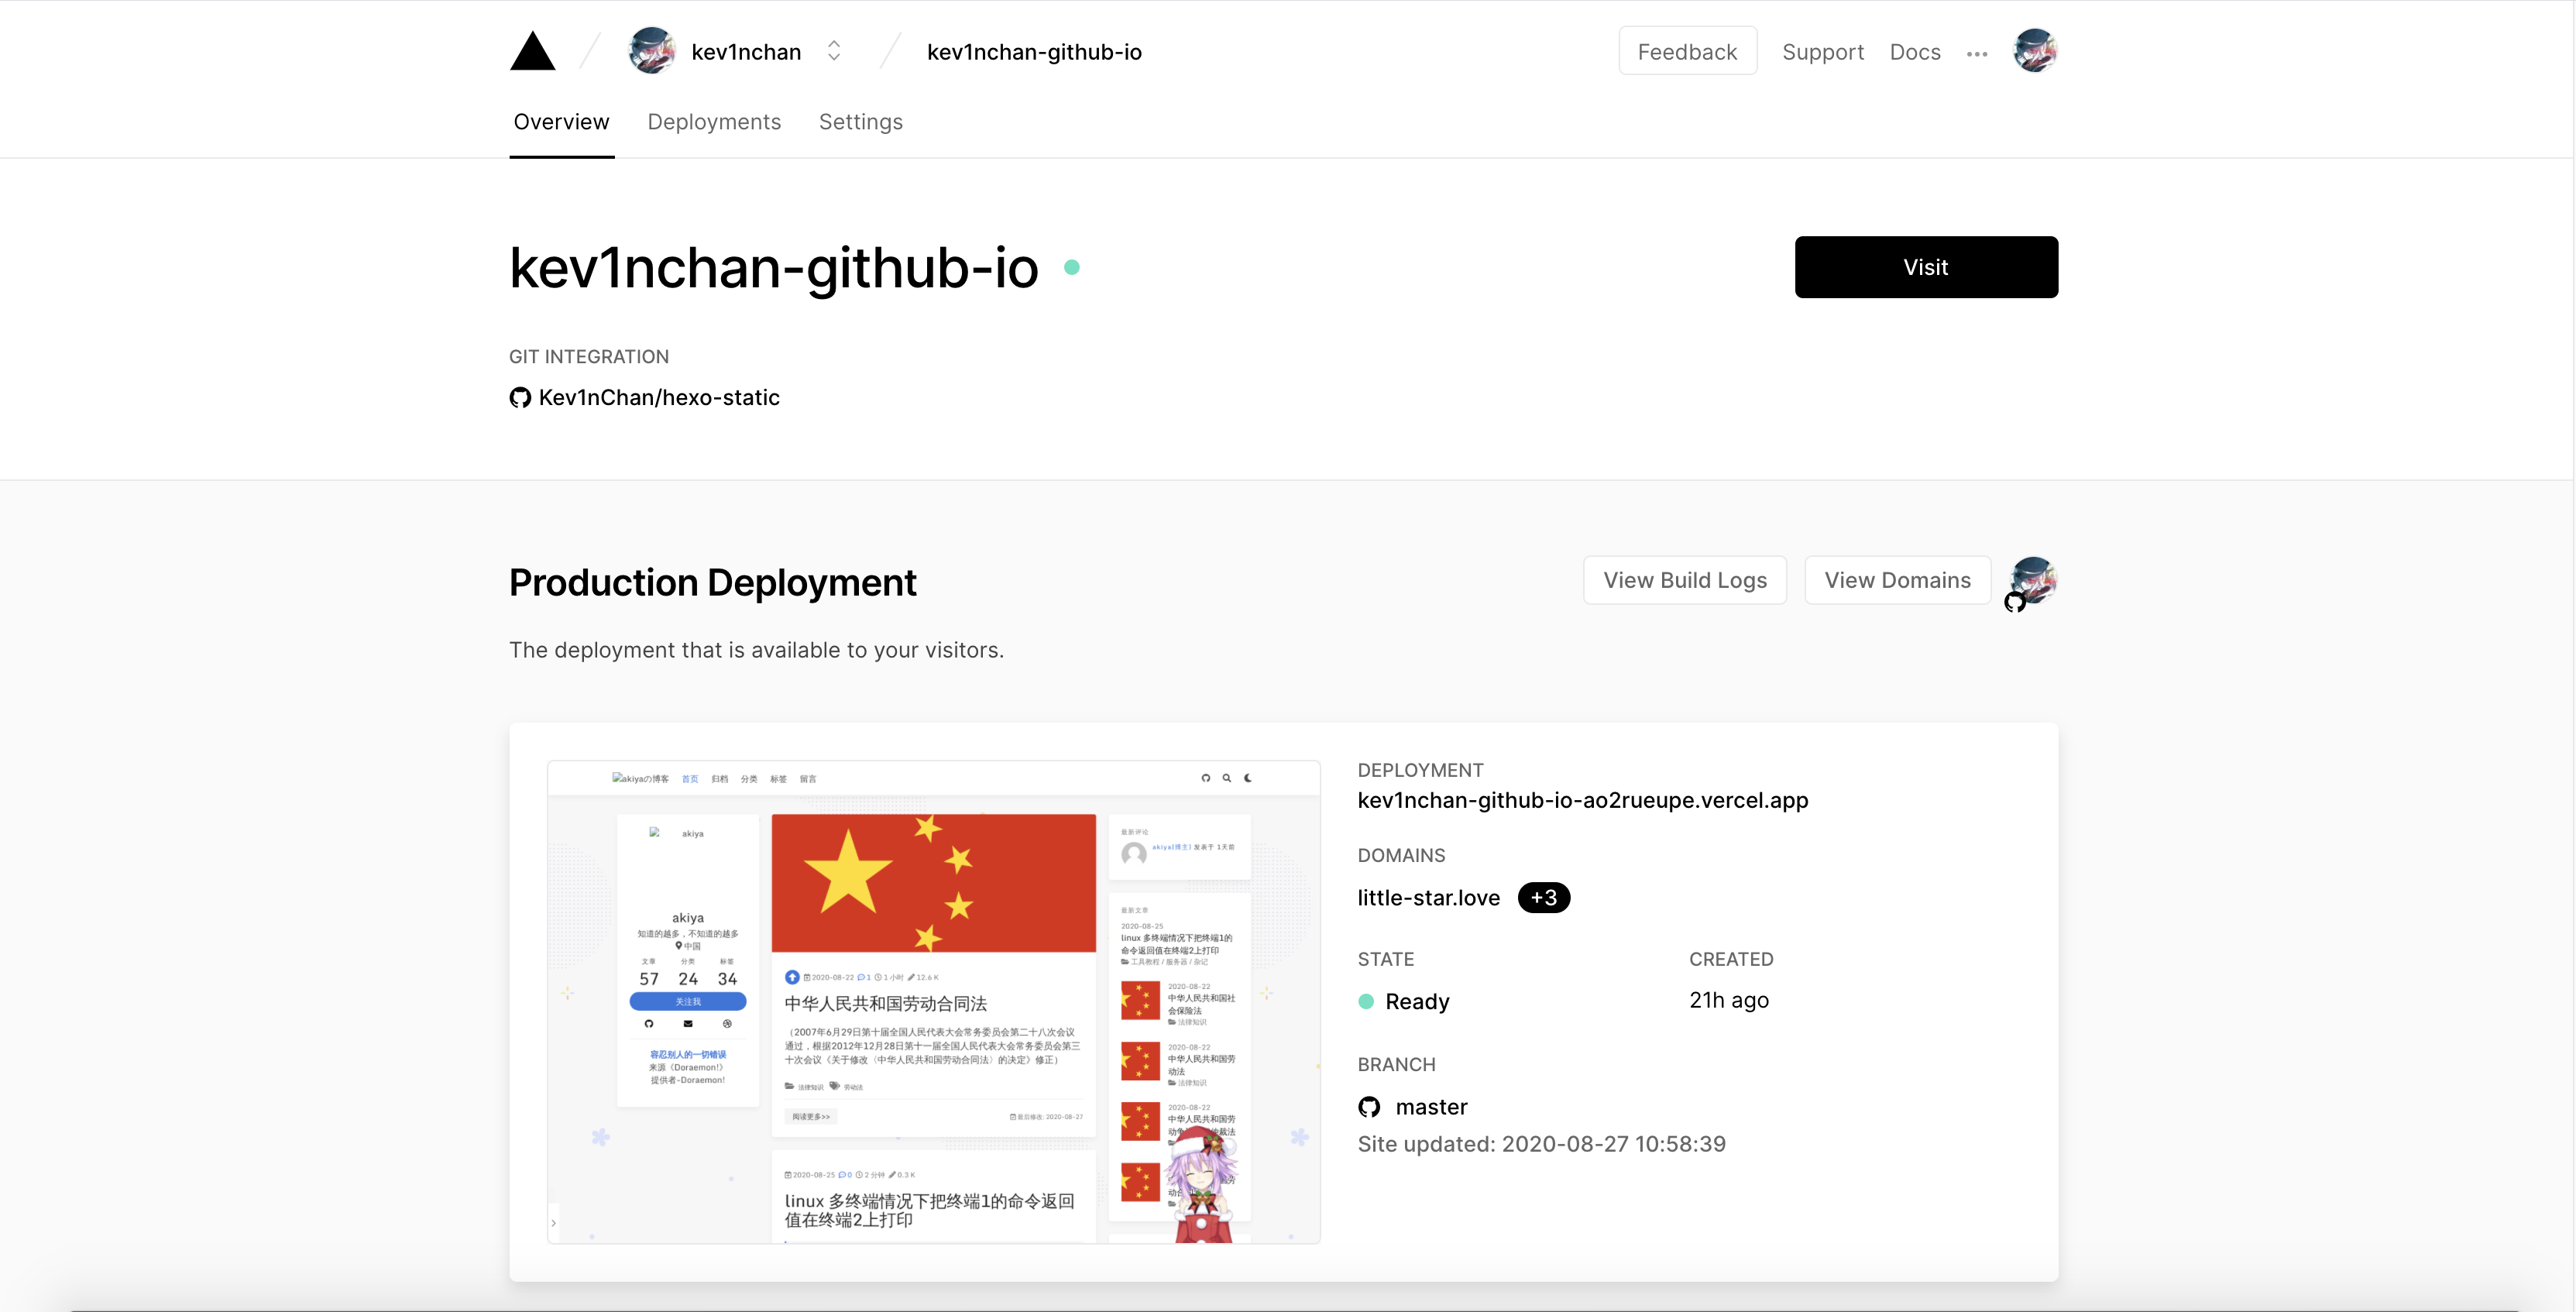 kev1nchan
kev1nchan-github-io
Feedback
Support
Docs
Overview
Deployments
Settings
kev1nchan-github-io
Visit
GIT INTEGRATION
Kev1nChan/hexo-static
Production Deployment
View Build Logs
View Domains
The deployment that is available to your visitors.
akiyaの博客 首页 归档 分类 标签 留言
akiya
akiya
知道的越多，不知道的越多
中国
文章 分类 标签
57 24 34
关注我
容忍别人的一切错误
来源《Doraemon!》
提供者-Doraemon!
2020-08-22 1 1 小时 12.6 K
中华人民共和国劳动合同法
（2007年6月29日第十届全国人民代表大会常务委员会第二十八次会议
通过，根据2012年12月28日第十一届全国人民代表大会常务委员会第三
十次会议《关于修改〈中华人民共和国劳动合同法〉的决定》修正）
法律知识 劳动法
阅读更多>>
最后修改: 2020-08-27
2020-08-25 0 2 分钟 0.3 K
linux 多终端情况下把终端1的命令返回
值在终端2上打印
最新评论
akiya[博主] 发表于 1天前
最新文章
2020-08-25
linux 多终端情况下把终端1的
命令返回值在终端2上打印
工具教程 / 服务器 / 杂记
2020-08-22
中华人民共和国社
会保险法
法律知识
2020-08-22
中华人民共和国劳
动法
法律知识
2020-08-22
中华人民共和国劳
DEPLOYMENT
kev1nchan-github-io-ao2rueupe.vercel.app
DOMAINS
little-star.love +3
STATE
Ready
CREATED
21h ago
BRANCH
master
Site updated: 2020-08-27 10:58:39